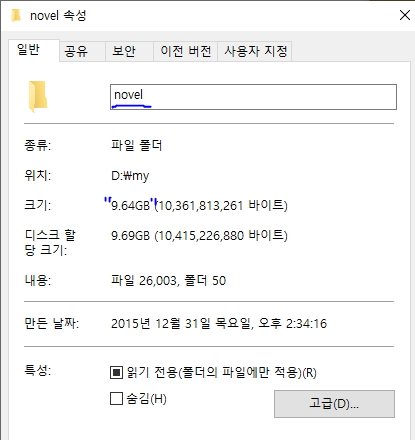 novel 속성
일반 공유 보안 이전 버전 사용자 지정
novel
종류: 파일 폴더
위치: D:₩my
크기: "9.64GB" (10,361,813,261 바이트)
디스크 할 9.69GB (10,415,226,880 바이트)
당 크기:
내용: 파일 26,003, 폴더 50
만든 날짜: 2015년 12월 31일 목요일, 오후 2:34:16
특성: 읽기 전용(폴더의 파일에만 적용)(R)
숨김(H) 고급(D)...